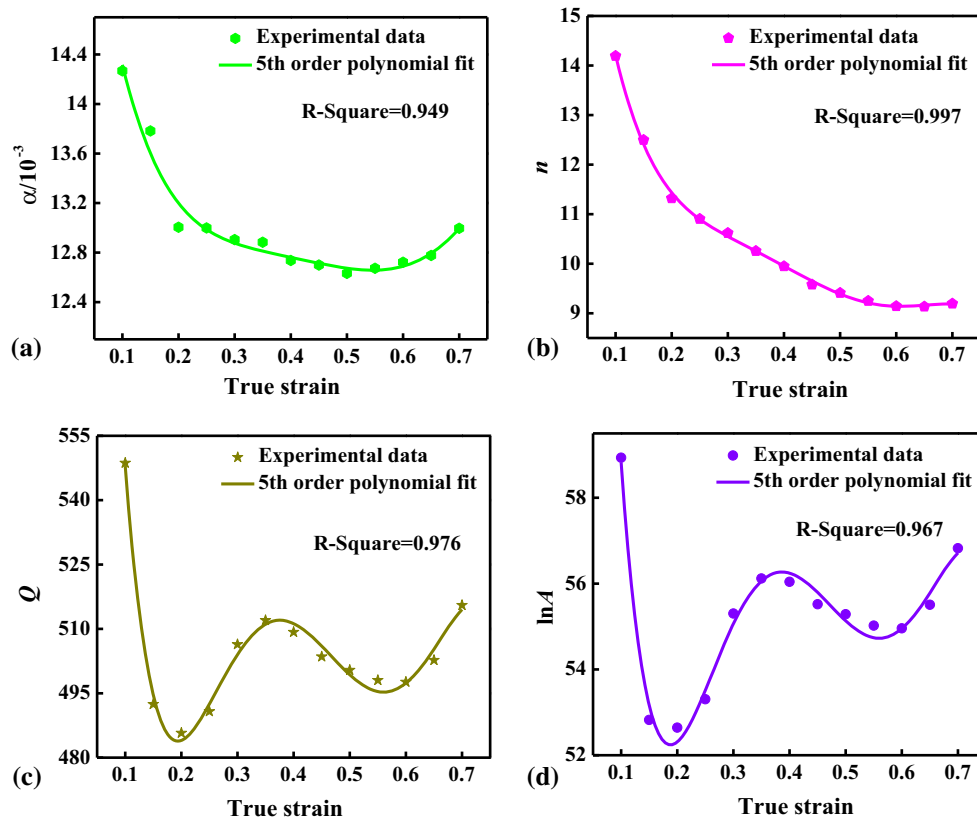 14.4
14
13.6
13.2
12.8
12.4
α/10⁻³
Experimental data
5th order polynomial fit
R-Square=0.949
0.1 0.2 0.3 0.4 0.5 0.6 0.7
True strain
(a)
15
14
13
12
11
10
9
n
Experimental data
5th order polynomial fit
R-Square=0.997
0.1 0.2 0.3 0.4 0.5 0.6 0.7
True strain
(b)
555
540
525
510
495
480
Q
Experimental data
5th order polynomial fit
R-Square=0.976
0.1 0.2 0.3 0.4 0.5 0.6 0.7
True strain
(c)
58
56
54
52
lnA
Experimental data
5th order polynomial fit
R-Square=0.967
0.1 0.2 0.3 0.4 0.5 0.6 0.7
True strain
(d)